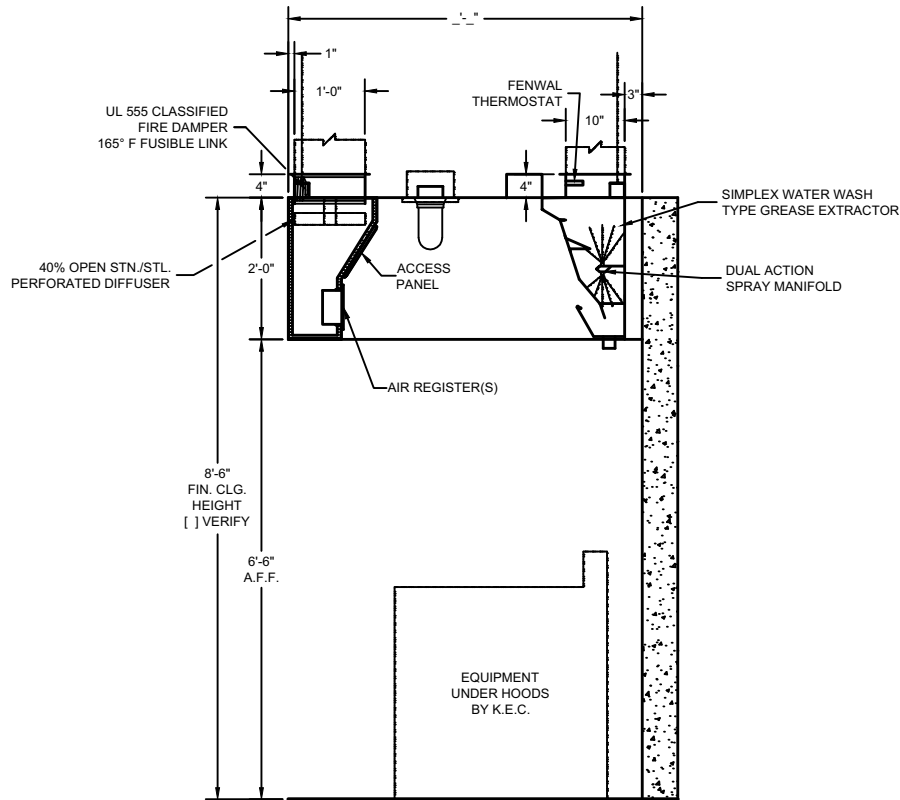 _'-_"
1"
FENWAL
THERMOSTAT
3"
1'-0"
10"
UL 555 CLASSIFIED
FIRE DAMPER
165° F FUSIBLE LINK
4"
4"
SIMPLEX WATER WASH
TYPE GREASE EXTRACTOR
40% OPEN STN./STL.
PERFORATED DIFFUSER
2'-0"
ACCESS
PANEL
DUAL ACTION
SPRAY MANIFOLD
AIR REGISTER(S)
8'-6"
FIN. CLG.
HEIGHT
[ ] VERIFY
6'-6"
A.F.F.
EQUIPMENT
UNDER HOODS
BY K.E.C.